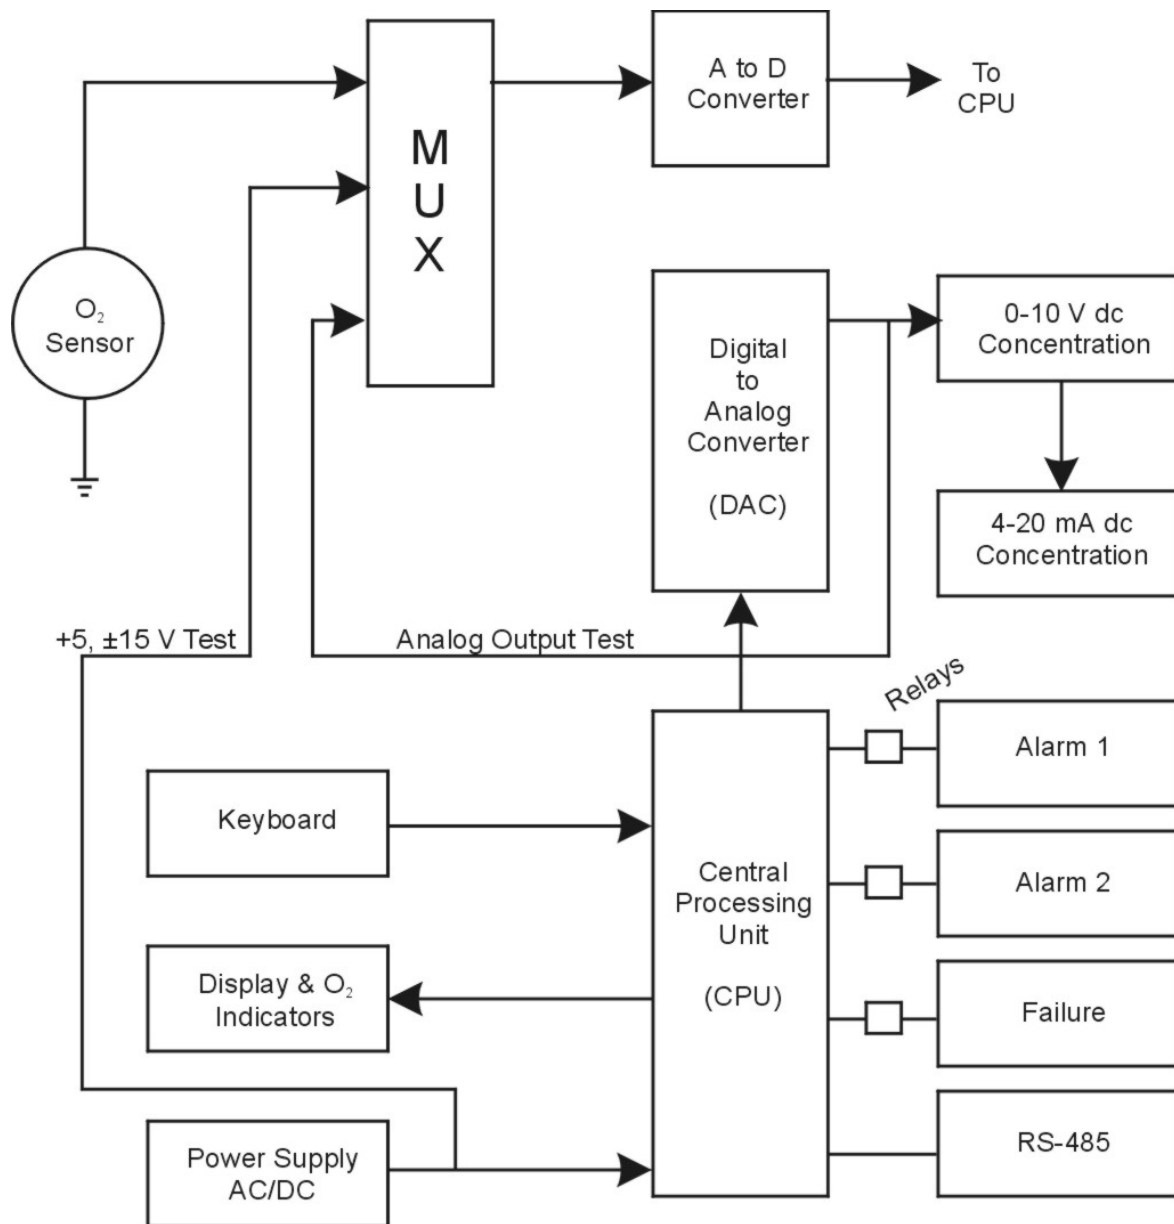 M
U
X
A to D
Converter
To
CPU
O₂
Sensor
Digital
to
Analog
Converter
(DAC)
0-10 V dc
Concentration
4-20 mA dc
Concentration
+5, ±15 V Test
Analog Output Test
Relays
Keyboard
Display & O₂
Indicators
Power Supply
AC/DC
Central
Processing
Unit
(CPU)
Alarm 1
Alarm 2
Failure
RS-485